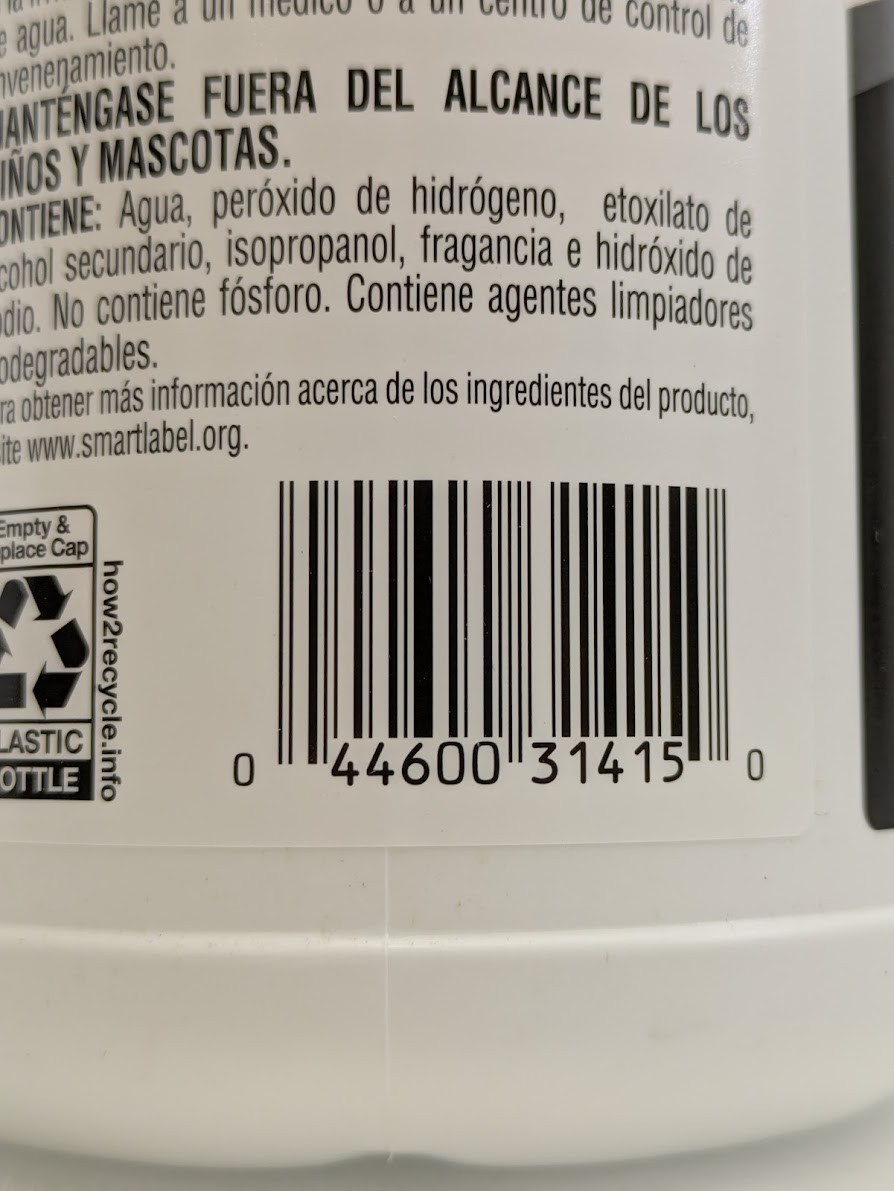 agua. Llame a un médico o a un centro de control de
nvenenamiento.
ANTÉNGASE FUERA DEL ALCANCE DE LOS
IÑOS Y MASCOTAS.
ONTIENE: Agua, peróxido de hidrógeno, etoxilato de
cohol secundario, isopropanol, fragancia e hidróxido de
odio. No contiene fósforo. Contiene agentes limpiadores
odegradables.
ra obtener más información acerca de los ingredientes del producto,
site www.smartlabel.org.
Empty &
place Cap
how2recycle.info
LASTIC
OTTLE
0 44600 31415 0